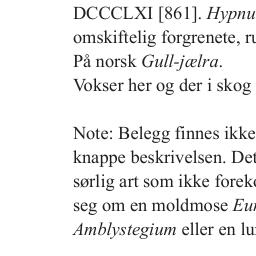 DCCCLXI [861]. Hypnu
omskiftelig forgrenete, ru
På norsk Gull-jælra.
Vokser her og der i skog
Note: Belegg finnes ikke
knappe beskrivelsen. Det
sørlig art som ikke foreko
seg om en moldmose Eur
Amblystegium eller en lu